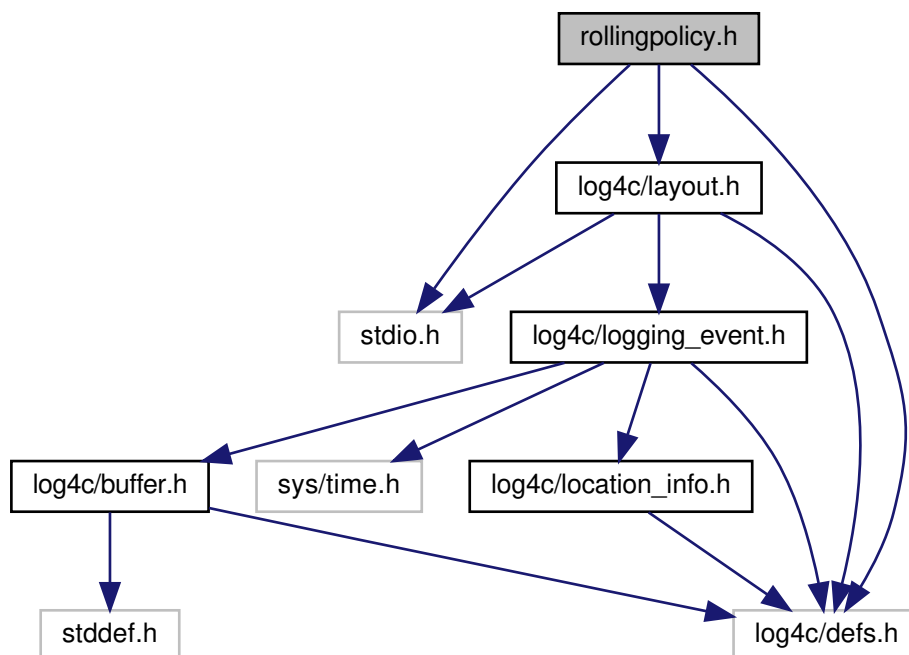 rollingpolicy.h
log4c/layout.h
stdio.h
log4c/logging_event.h
log4c/buffer.h
sys/time.h
log4c/location_info.h
stddef.h
log4c/defs.h